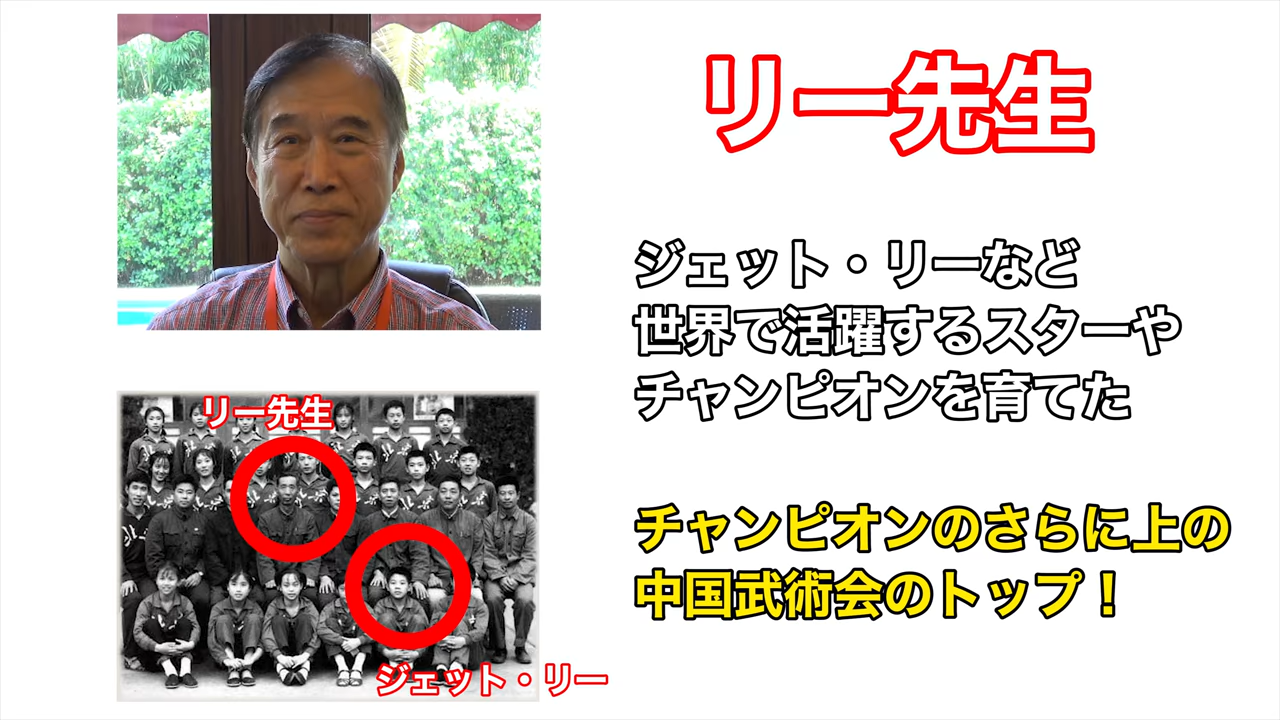 リー先生
ジェット・リーなど
世界で活躍するスターや
チャンピオンを育てた
チャンピオンのさらに上の
中国武術会のトップ！
リー先生
ジェット・リー